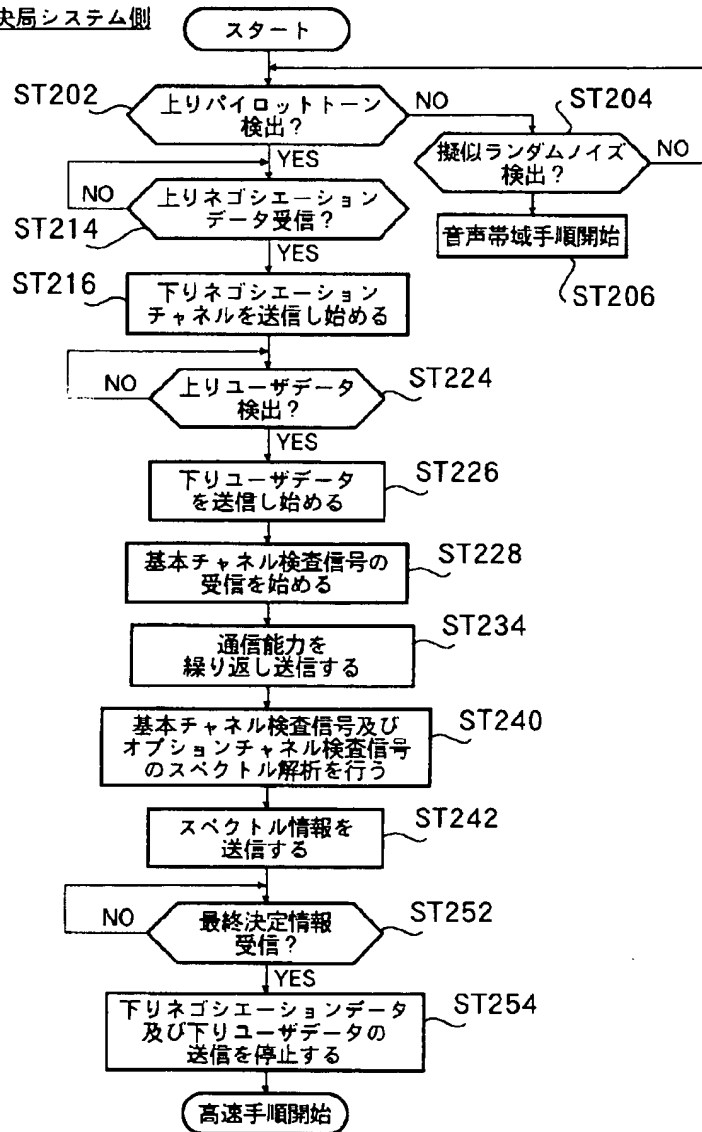 央局システム側
スタート
ST202
上りパイロットトーン
検出？
NO
ST204
擬似ランダムノイズ
検出？
NO
YES
NO
上りネゴシエーション
データ受信？
ST214
音声帯域手順開始
YES
ST206
ST216
下りネゴシエーション
チャネルを送信し始める
NO
上りユーザデータ
検出？
ST224
YES
下りユーザデータ
を送信し始める
ST226
基本チャネル検査信号の
受信を始める
ST228
通信能力を
繰り返し送信する
ST234
基本チャネル検査信号及び
オプションチャネル検査信号
のスペクトル解析を行う
ST240
スペクトル情報を
送信する
ST242
NO
最終決定情報
受信？
ST252
YES
下りネゴシエーションデータ
及び下りユーザデータの
送信を停止する
ST254
高速手順開始